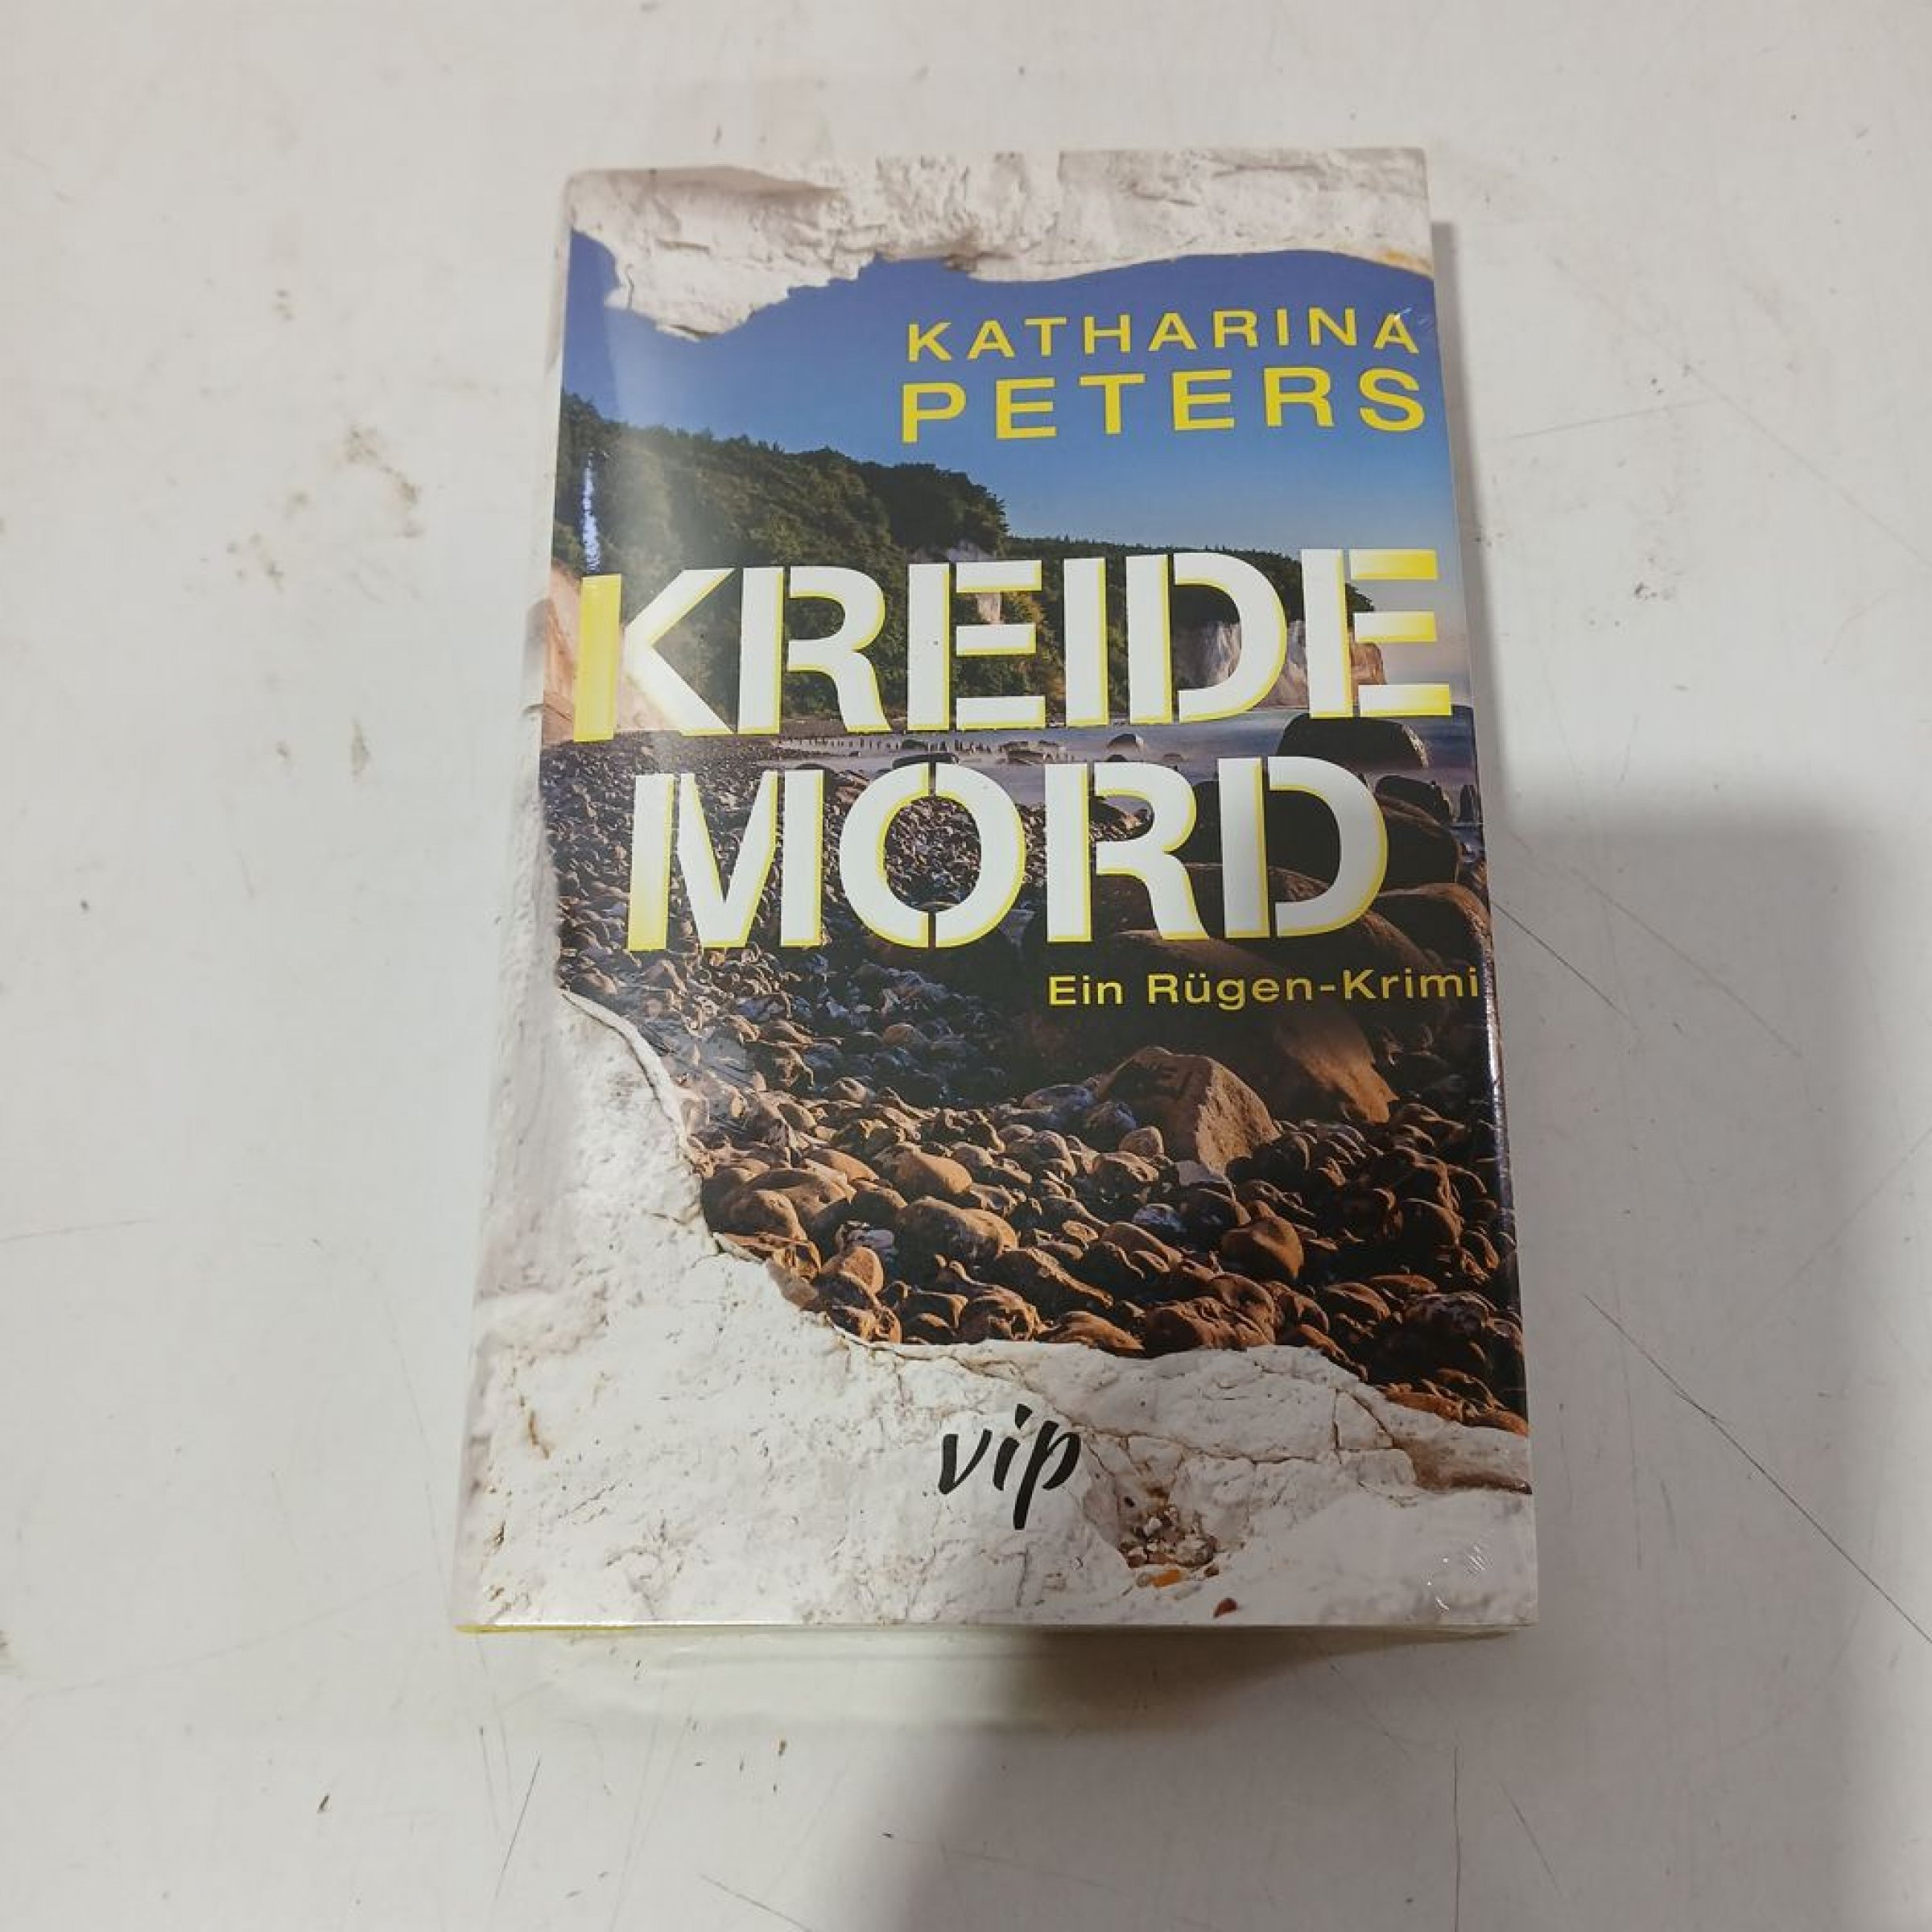 KATHARINA
PETERS
KREIDE
MORD
Ein Rügen-Krimi
vip